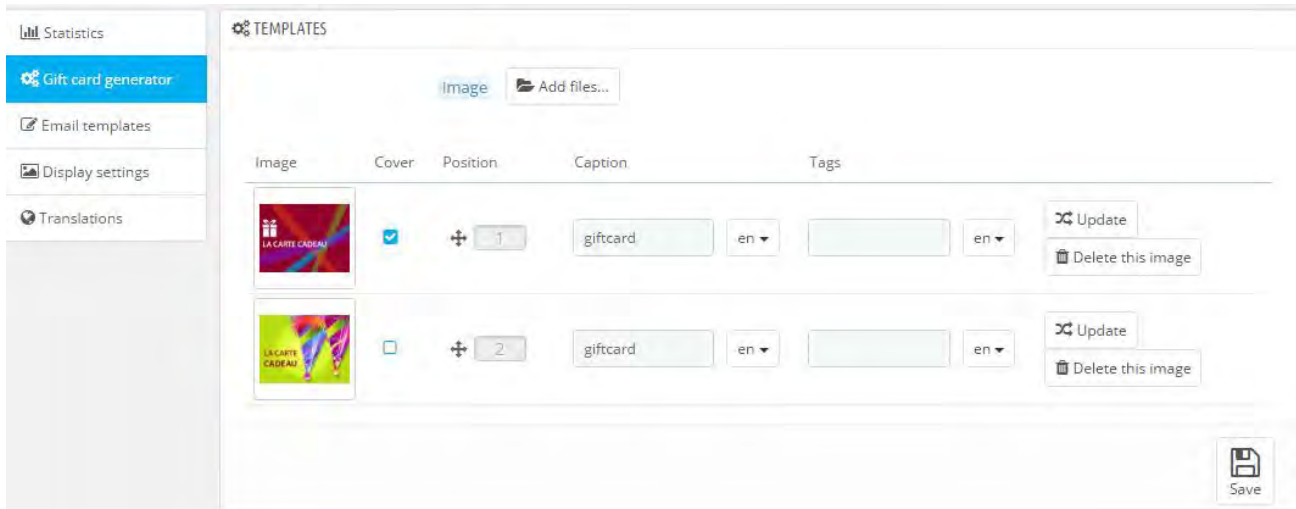 Statistics
Gift card generator
Email templates
Display settings
Translations
TEMPLATES
Image Add files...
Image Cover Position Caption Tags
LA CARTE CADEAU
1 giftcard en en
Update
Delete this image
LA CARTE
CADEAU
2 giftcard en en
Update
Delete this image
Save